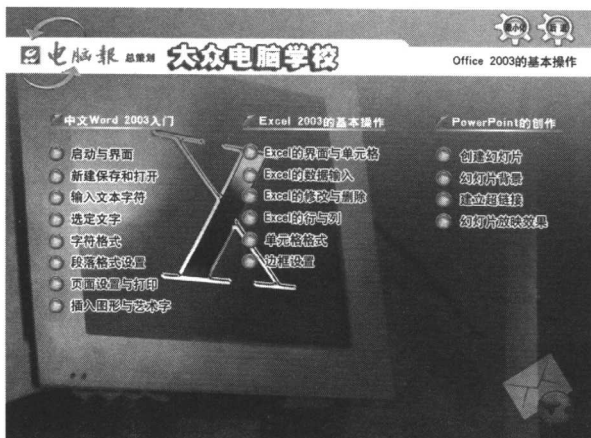 最小化 后退
电脑报 总策划 大众电脑学校
Office 2003的基本操作
中文Word 2003入门
启动与界面
新建保存和打开
输入文本字符
选定文字
字符格式
段落格式设置
页面设置与打印
插入图形与艺术字
Excel 2003的基本操作
Excel的界面与单元格
Excel的数据输入
Excel的修改与删除
Excel的行与列
单元格格式
边框设置
PowerPoint的创作
创建幻灯片
幻灯片背景
建立超链接
幻灯片放映效果